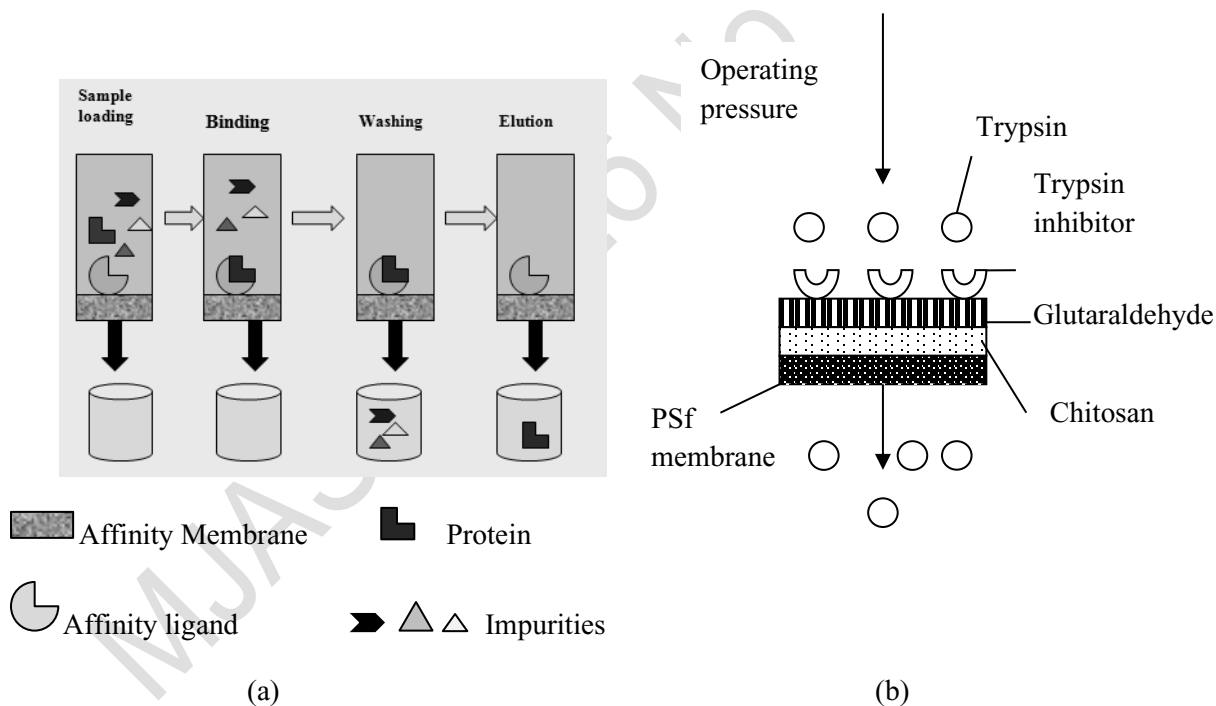 Sample
loading
Binding
Washing
Elution
Affinity Membrane
Protein
Affinity ligand
Impurities
(a)
Operating
pressure
Trypsin
Trypsin
inhibitor
Glutaraldehyde
Chitosan
PSf
membrane
(b)